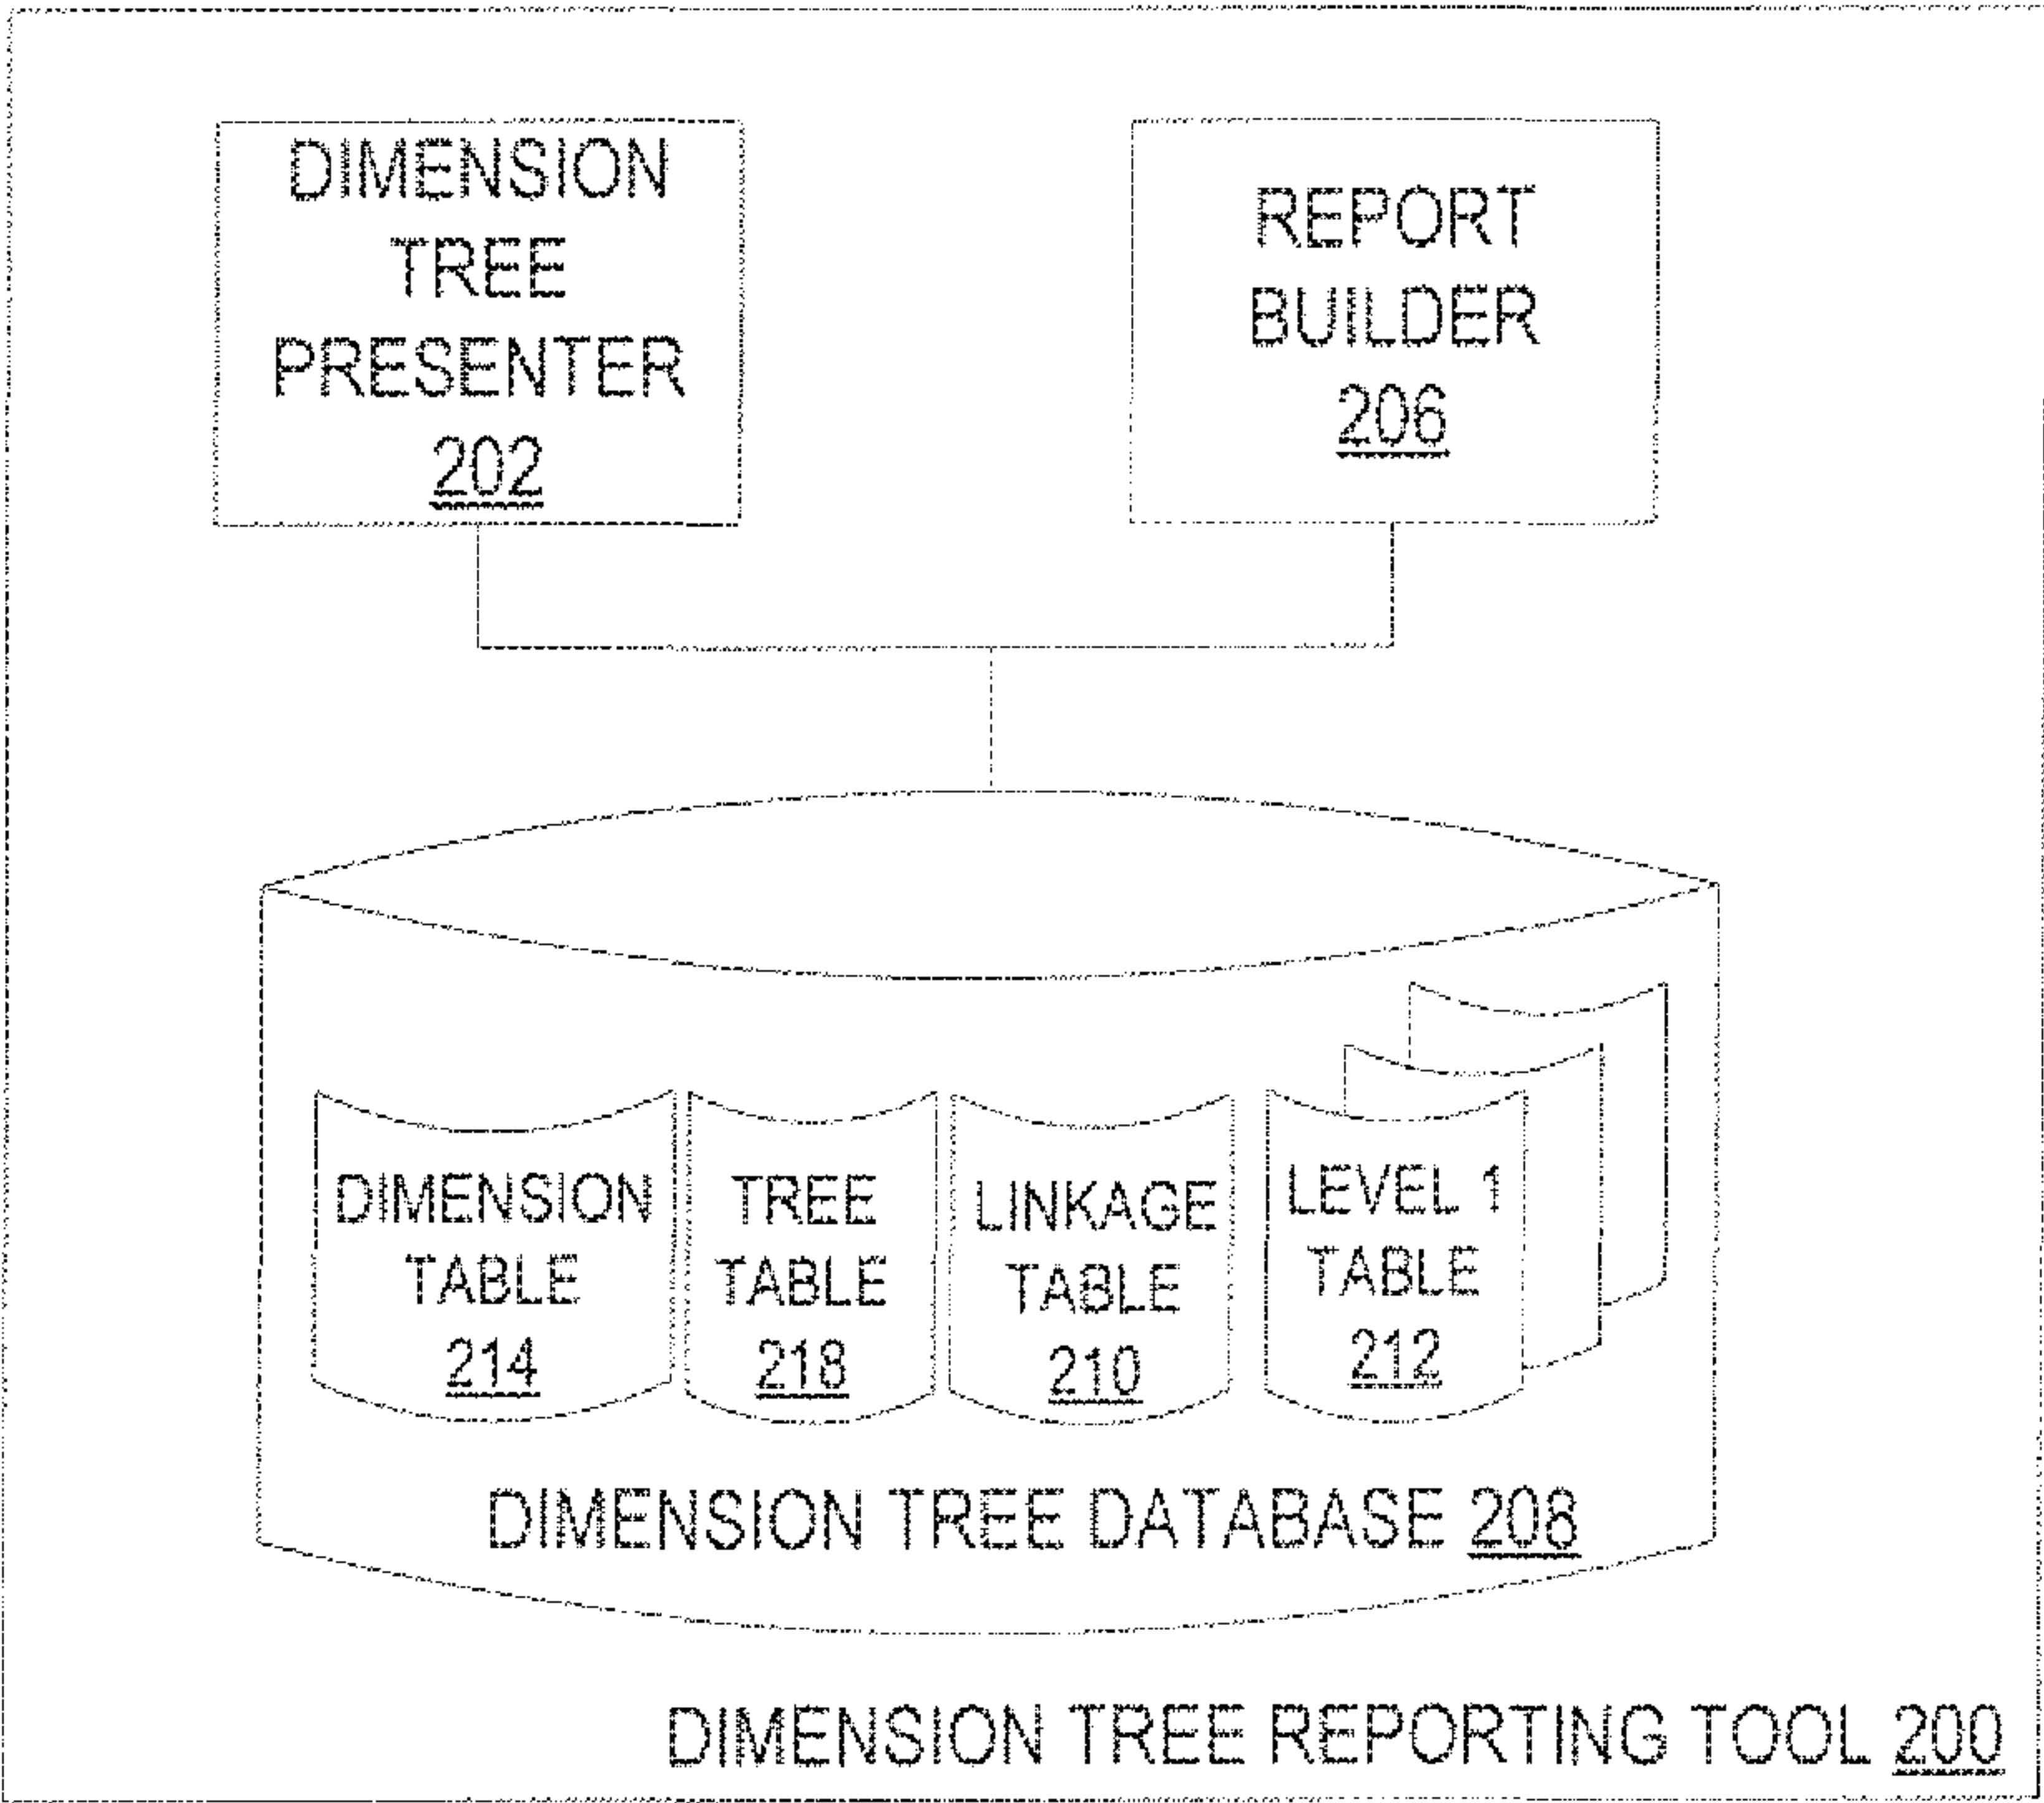 DIMENSION
TREE
PRESENTER
202
REPORT
BUILDER
206
DIMENSION
TABLE
214
TREE
TABLE
218
LINKAGE
TABLE
210
LEVEL 1
TABLE
212
DIMENSION TREE DATABASE 208
DIMENSION TREE REPORTING TOOL 200